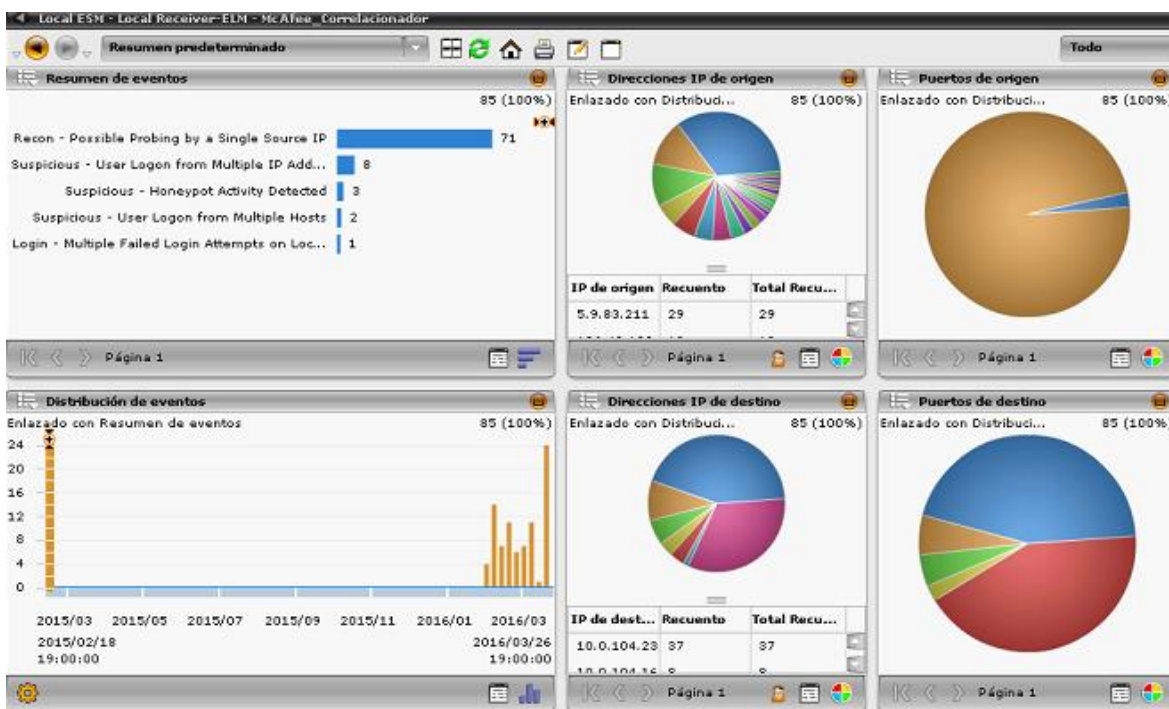 Local ESM - Local Receiver-ELM - McAfee_Correlacionador
Resumen predeterminado
Todo
Resumen de eventos
85 (100%)
Recon - Possible Probing by a Single Source IP
71
Suspicious - User Logon from Multiple IP Add...
8
Suspicious - Honeypot Activity Detected
3
Suspicious - User Logon from Multiple Hosts
2
Login - Multiple Failed Login Attempts on Loc...
1
Página 1
Direcciones IP de origen
Enlazado con Distribuci... 85 (100%)
IP de origen Recuento Total Recu...
5.9.83.211 29 29
Página 1
Puertos de origen
Enlazado con Distribuci... 85 (100%)
Página 1
Distribución de eventos
Enlazado con Resumen de eventos 85 (100%)
24
20
16
12
8
4
0
2015/03 2015/05 2015/07 2015/09 2015/11 2016/01 2016/03
2015/02/18 2016/03/26
19:00:00 19:00:00
Direcciones IP de destino
Enlazado con Distribuci... 85 (100%)
IP de dest... Recuento Total Recu...
10.0.104.23 37 37
Página 1
Puertos de destino
Enlazado con Distribuci... 85 (100%)
Página 1